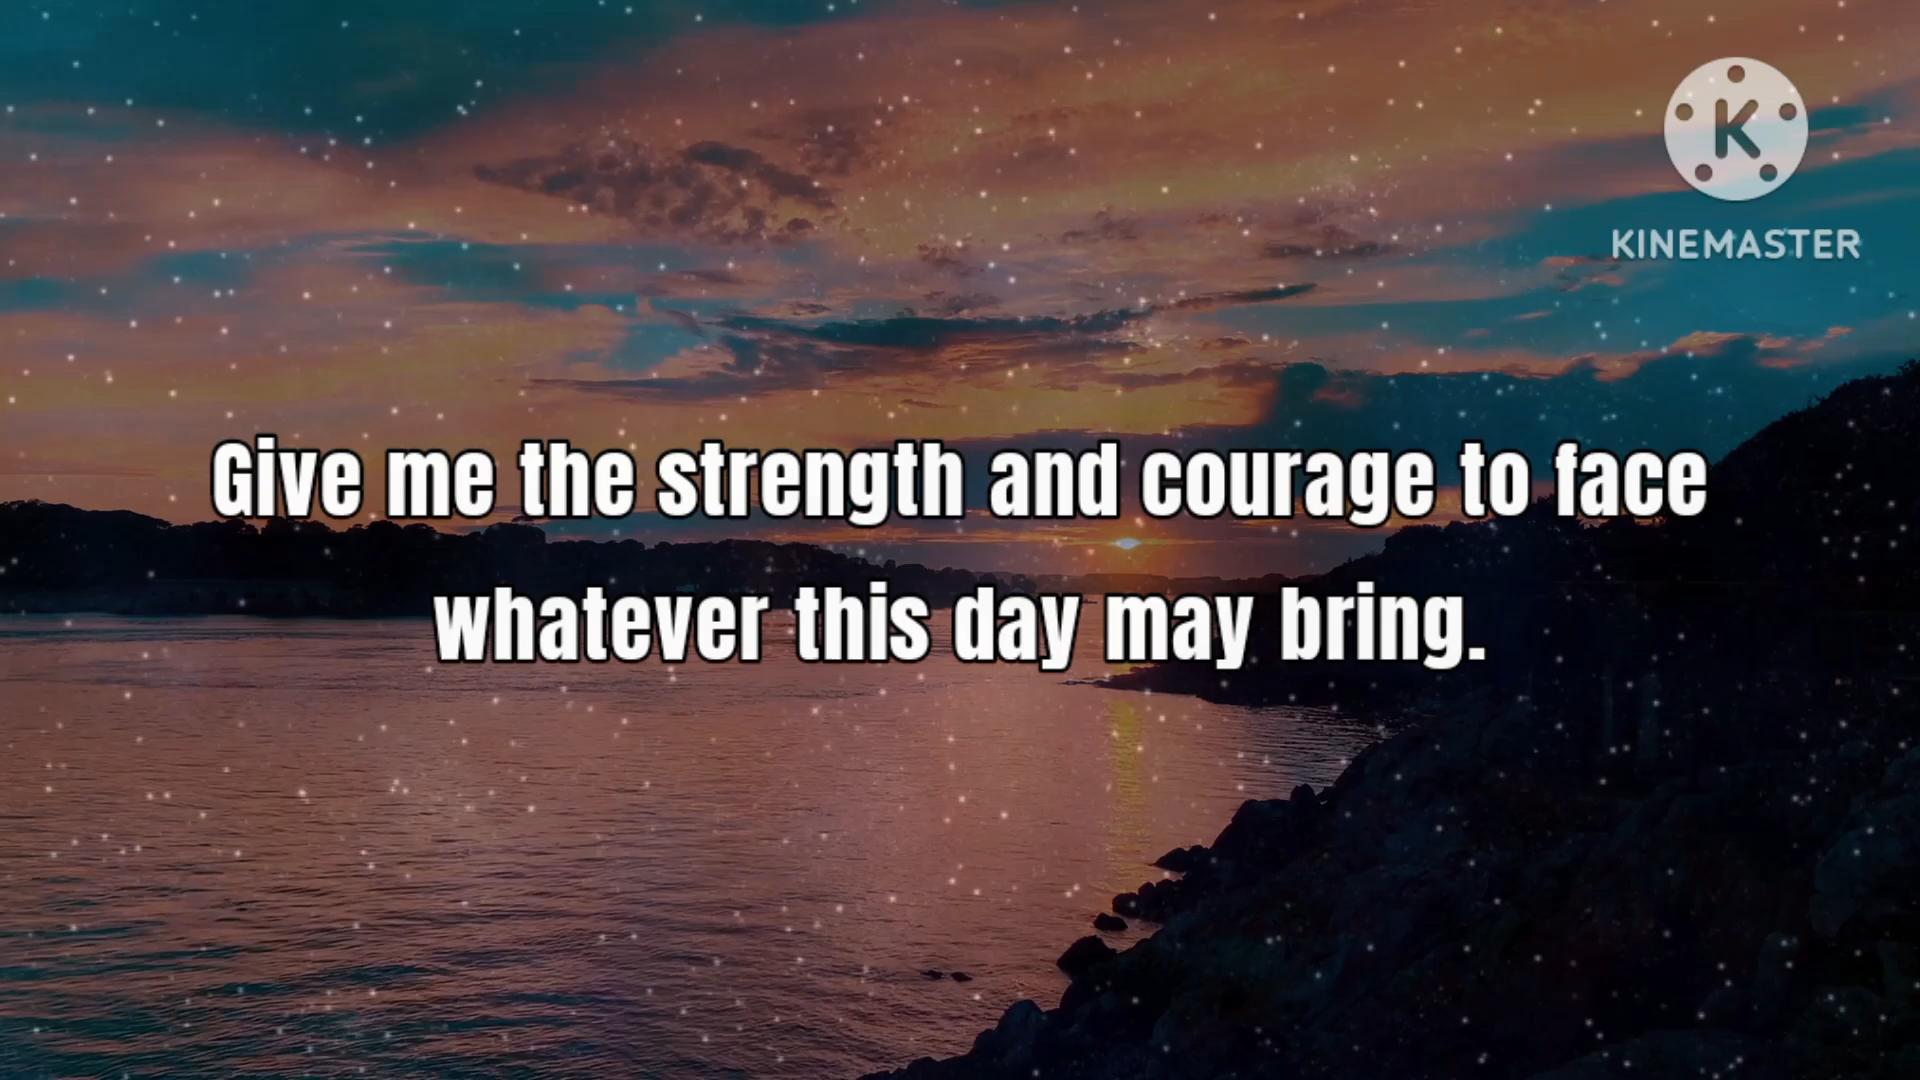 K
KINEMASTER
Give me the strength and courage to face
whatever this day may bring.